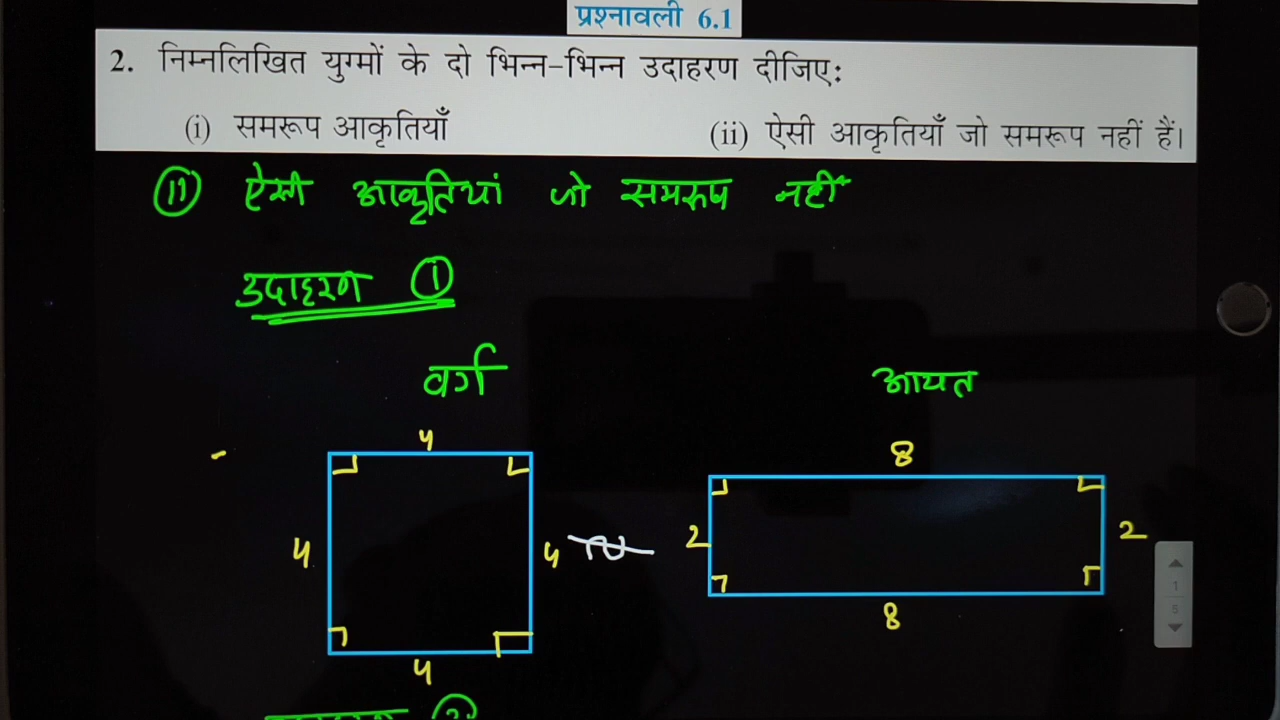 प्रश्नावली 6.1
2. निम्नलिखित युग्मों के दो भिन्न-भिन्न उदाहरण दीजिए:
(i) समरूप आकृतियाँ (ii) ऐसी आकृतियाँ जो समरूप नहीं हैं।
(ii) ऐसी आकृतियां जो समरूप नहीं
उदाहरण (i)
वर्ग आयत
4 8
4 4 2 2
4 8
1
5